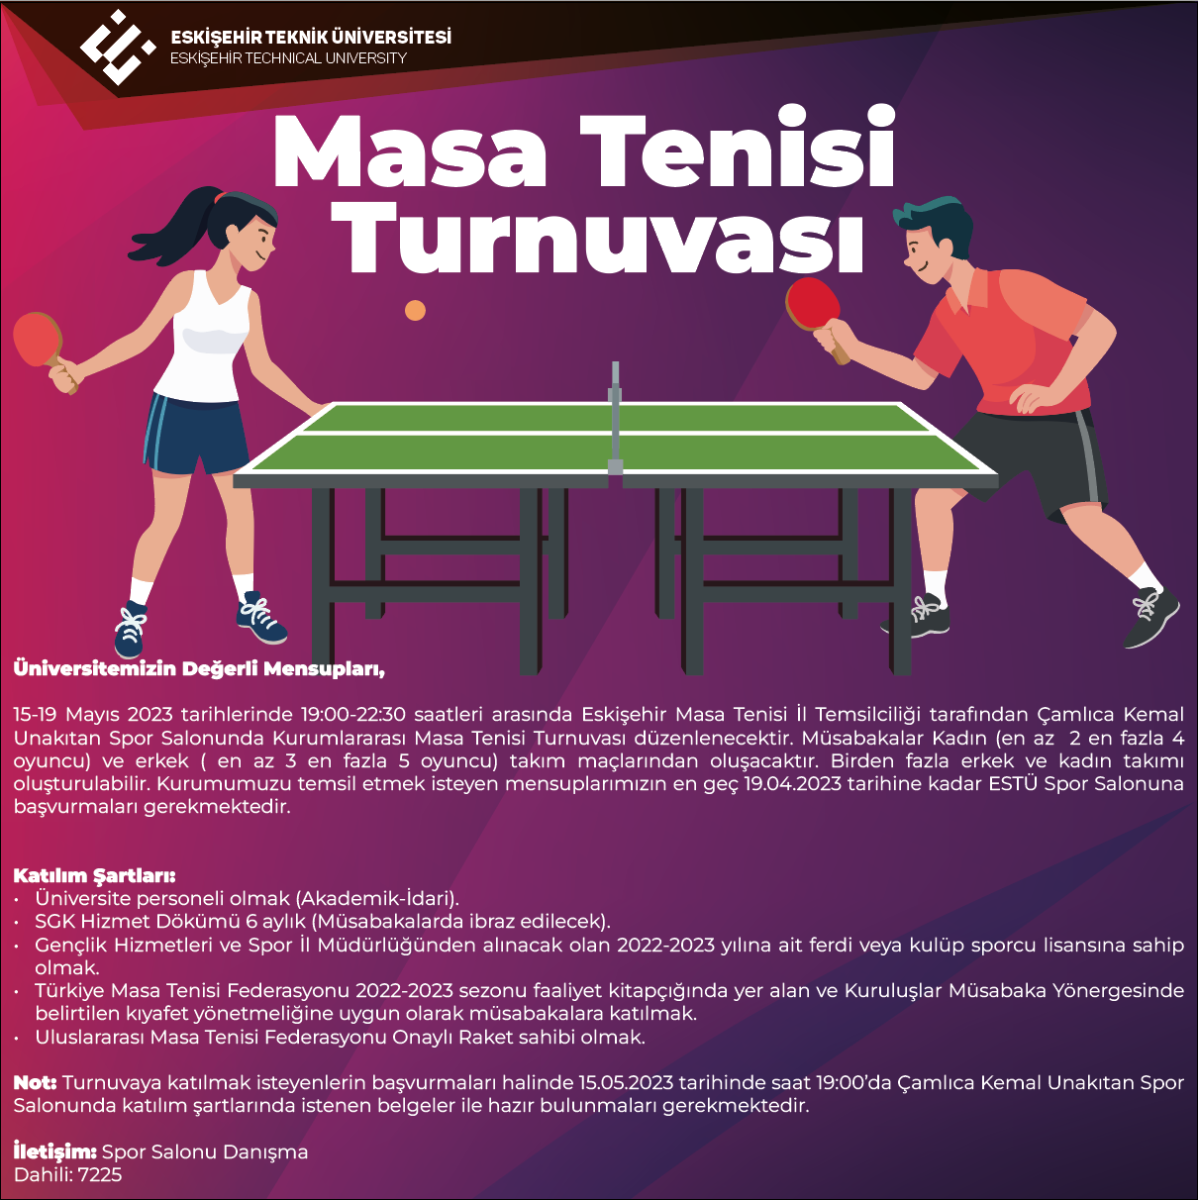 ESKİŞEHİR TEKNİK ÜNİVERSİTESİ
ESKİŞEHİR TECHNICAL UNIVERSITY
Masa Tenisi
Turnuvası
Üniversitemizin Değerli Mensupları,
15-19 Mayıs 2023 tarihlerinde 19:00-22:30 saatleri arasında Eskişehir Masa Tenisi İl Temsilciliği tarafından Çamlıca Kemal
Unakıtan Spor Salonunda Kurumlararası Masa Tenisi Turnuvası düzenlenecektir. Müsabakalar Kadın (en az  2 en fazla 4
oyuncu) ve erkek ( en az 3 en fazla 5 oyuncu) takım maçlarından oluşacaktır. Birden fazla erkek ve kadın takımı
oluşturulabilir. Kurumumuzu temsil etmek isteyen mensuplarımızın en geç 19.04.2023 tarihine kadar ESTÜ Spor Salonuna
başvurmaları gerekmektedir.
Katılım Şartları:
• Üniversite personeli olmak (Akademik-İdari).
• SGK Hizmet Dökümü 6 aylık (Müsabakalarda ibraz edilecek).
• Gençlik Hizmetleri ve Spor İl Müdürlüğünden alınacak olan 2022-2023 yılına ait ferdi veya kulüp sporcu lisansına sahip
olmak.
• Türkiye Masa Tenisi Federasyonu 2022-2023 sezonu faaliyet kitapçığında yer alan ve Kuruluşlar Müsabaka Yönergesinde
belirtilen kıyafet yönetmeliğine uygun olarak müsabakalara katılmak.
• Uluslararası Masa Tenisi Federasyonu Onaylı Raket sahibi olmak.
Not: Turnuvaya katılmak isteyenlerin başvurmaları halinde 15.05.2023 tarihinde saat 19:00’da Çamlıca Kemal Unakıtan Spor
Salonunda katılım şartlarında istenen belgeler ile hazır bulunmaları gerekmektedir.
İletişim: Spor Salonu Danışma
Dahili: 7225